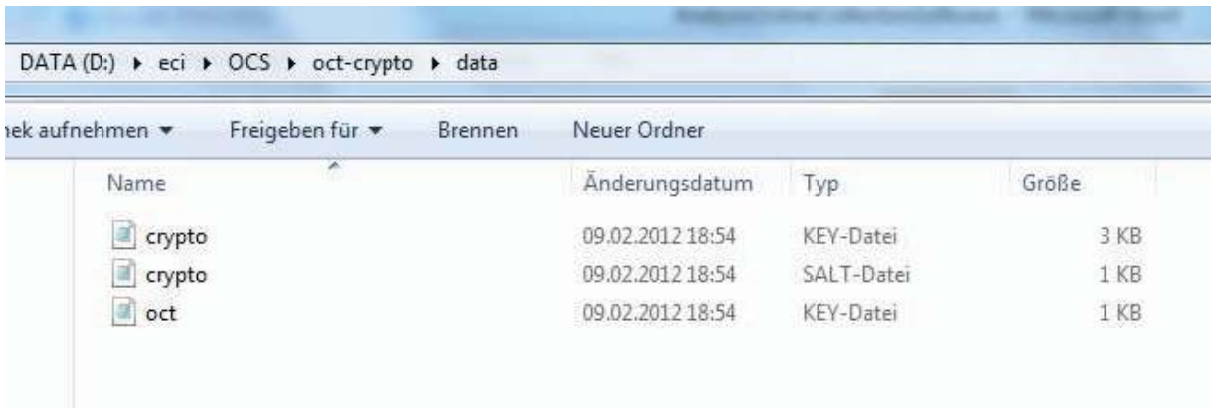 DATA (D:) ▸ eci ▸ OCS ▸ oct-crypto ▸ data
aufnehmen ▾ Freigeben für ▾ Brennen Neuer Ordner
Name Änderungsdatum Typ Größe
crypto 09.02.2012 18:54 KEY-Datei 3 KB
crypto 09.02.2012 18:54 SALT-Datei 1 KB
oct 09.02.2012 18:54 KEY-Datei 1 KB